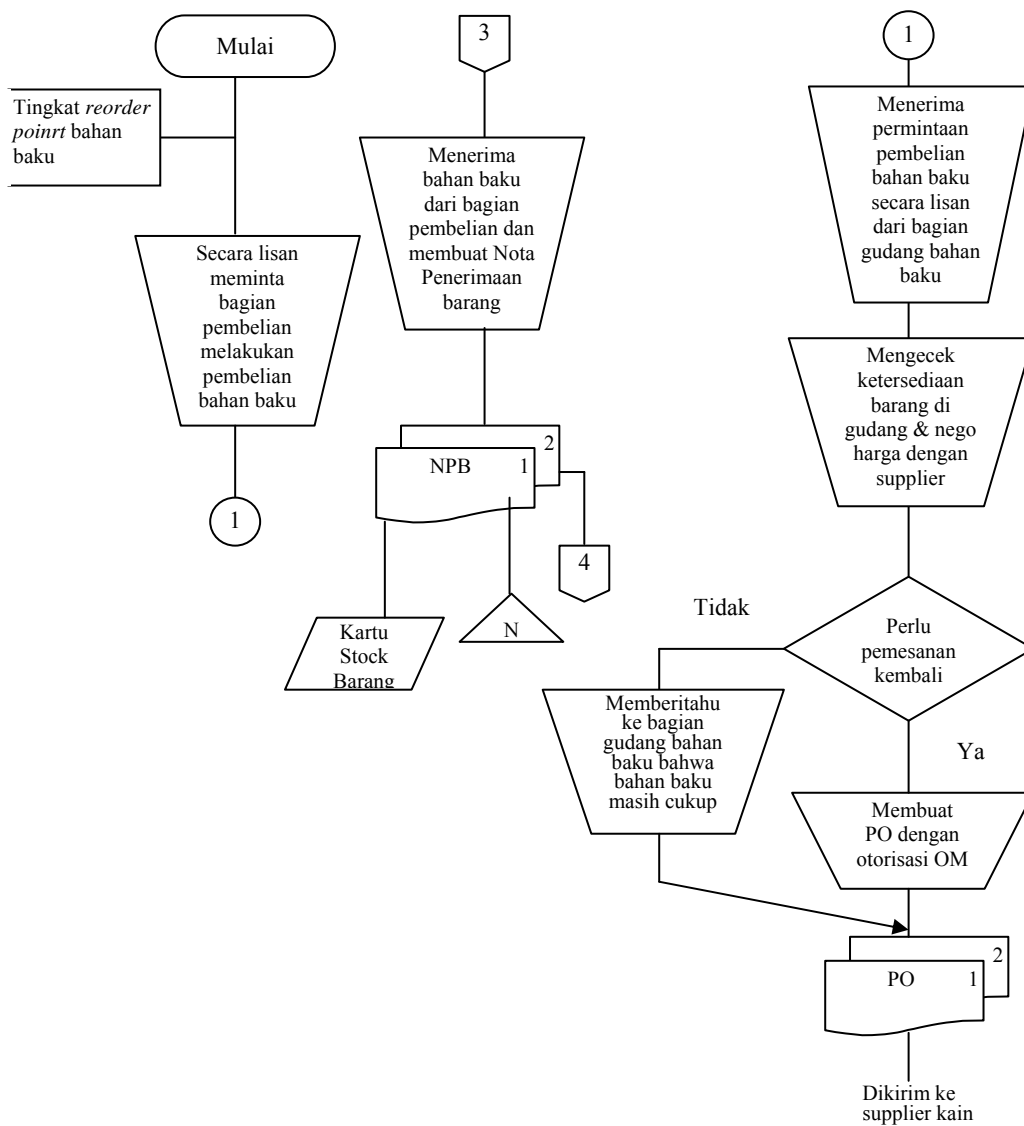 Mulai
Tingkat reorder
poinrt bahan
baku
Secara lisan
meminta
bagian
pembelian
melakukan
pembelian
bahan baku
1
3
Menerima
bahan baku
dari bagian
pembelian dan
membuat Nota
Penerimaan
barang
2
NPB 1
4
Kartu
Stock
Barang
N
1
Menerima
permintaan
pembelian
bahan baku
secara lisan
dari bagian
gudang bahan
baku
Mengecek
ketersediaan
barang di
gudang & nego
harga dengan
supplier
Tidak
Perlu
pemesanan
kembali
Memberitahu
ke bagian
gudang bahan
baku bahwa
bahan baku
masih cukup
Ya
Membuat
PO dengan
otorisasi OM
2
PO 1
Dikirim ke
supplier kain